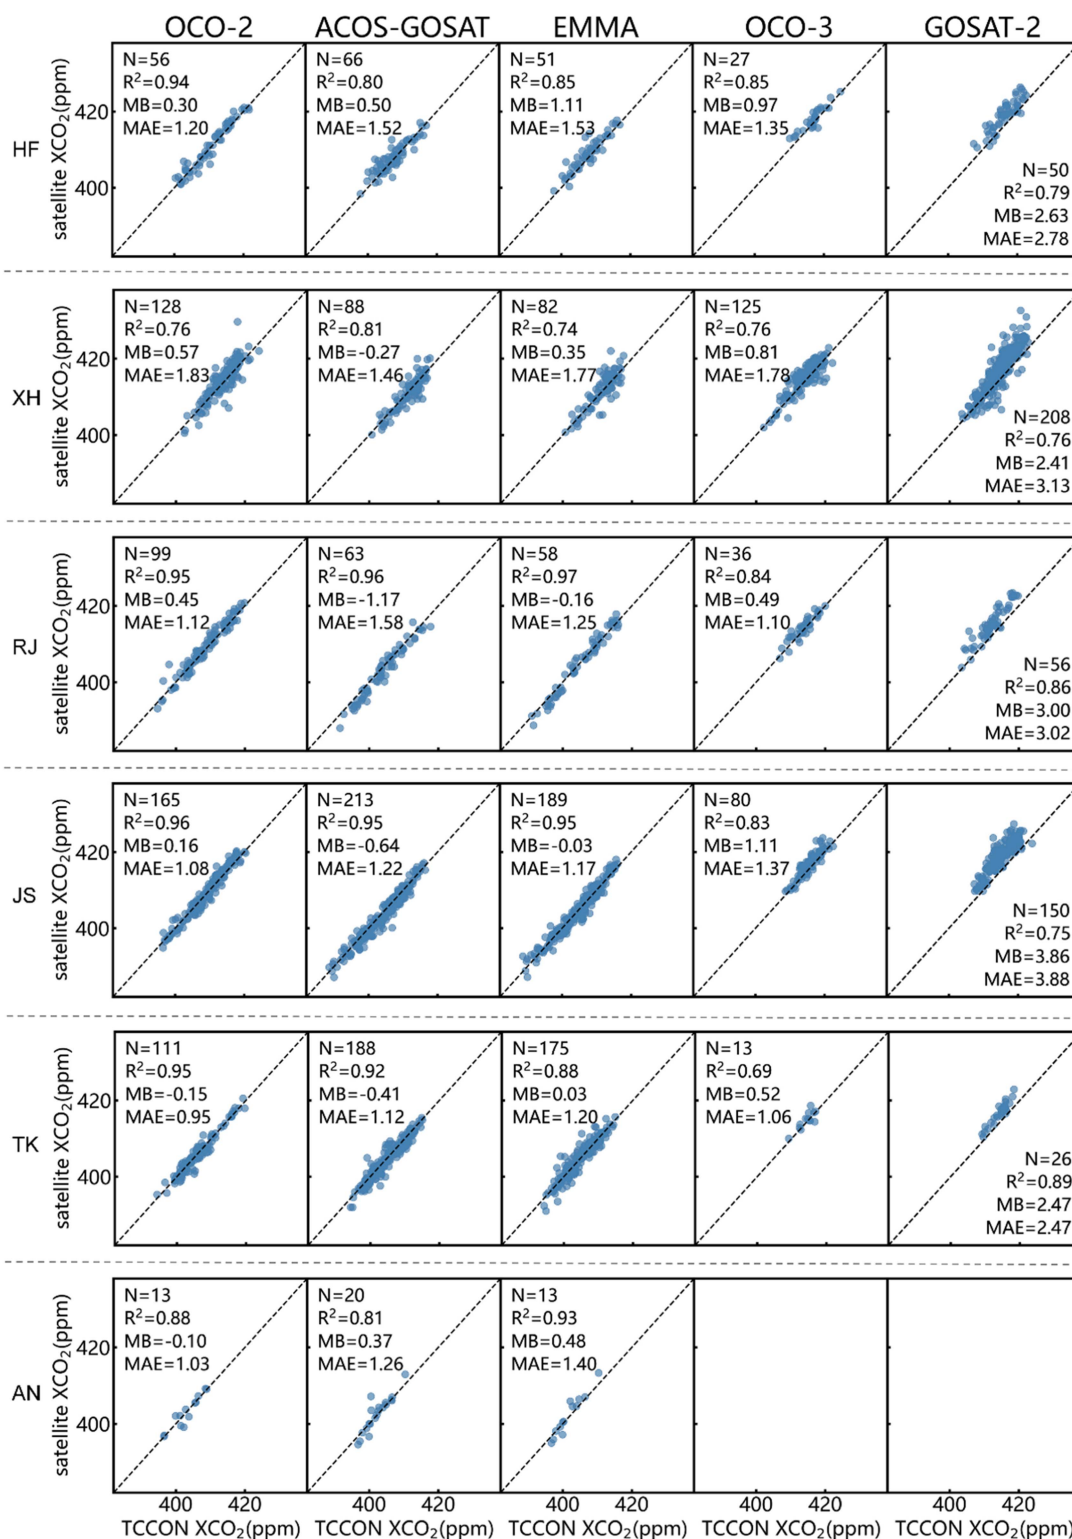 OCO-2 ACOS-GOSAT EMMA OCO-3 GOSAT-2
HF
satellite XCO₂(ppm)
420
400
N=56
R²=0.94
MB=0.30
MAE=1.20
N=66
R²=0.80
MB=0.50
MAE=1.52
N=51
R²=0.85
MB=1.11
MAE=1.53
N=27
R²=0.85
MB=0.97
MAE=1.35
N=50
R²=0.79
MB=2.63
MAE=2.78
XH
satellite XCO₂(ppm)
420
400
N=128
R²=0.76
MB=0.57
MAE=1.83
N=88
R²=0.81
MB=-0.27
MAE=1.46
N=82
R²=0.74
MB=0.35
MAE=1.77
N=125
R²=0.76
MB=0.81
MAE=1.78
N=208
R²=0.76
MB=2.41
MAE=3.13
RJ
satellite XCO₂(ppm)
420
400
N=99
R²=0.95
MB=0.45
MAE=1.12
N=63
R²=0.96
MB=-1.17
MAE=1.58
N=58
R²=0.97
MB=-0.16
MAE=1.25
N=36
R²=0.84
MB=0.49
MAE=1.10
N=56
R²=0.86
MB=3.00
MAE=3.02
JS
satellite XCO₂(ppm)
420
400
N=165
R²=0.96
MB=0.16
MAE=1.08
N=213
R²=0.95
MB=-0.64
MAE=1.22
N=189
R²=0.95
MB=-0.03
MAE=1.17
N=80
R²=0.83
MB=1.11
MAE=1.37
N=150
R²=0.75
MB=3.86
MAE=3.88
TK
satellite XCO₂(ppm)
420
400
N=111
R²=0.95
MB=-0.15
MAE=0.95
N=188
R²=0.92
MB=-0.41
MAE=1.12
N=175
R²=0.88
MB=0.03
MAE=1.20
N=13
R²=0.69
MB=0.52
MAE=1.06
N=26
R²=0.89
MB=2.47
MAE=2.47
AN
satellite XCO₂(ppm)
420
400
N=13
R²=0.88
MB=-0.10
MAE=1.03
N=20
R²=0.81
MB=0.37
MAE=1.26
N=13
R²=0.93
MB=0.48
MAE=1.40
400 420 400 420 400 420 400 420 400 420
TCCON XCO₂(ppm) TCCON XCO₂(ppm) TCCON XCO₂(ppm) TCCON XCO₂(ppm) TCCON XCO₂(ppm)